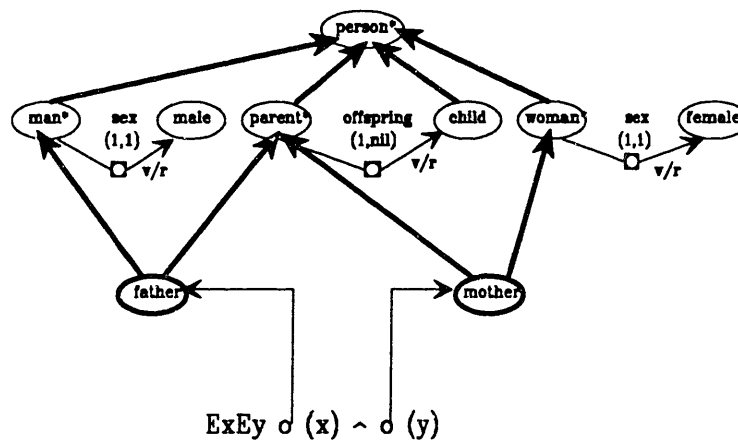 person*
man* sex male parent* offspring child woman* sex female
(1,1) (1,nil) (1,1)
v/r v/r v/r
father mother
ExEy o (x) ^ o (y)